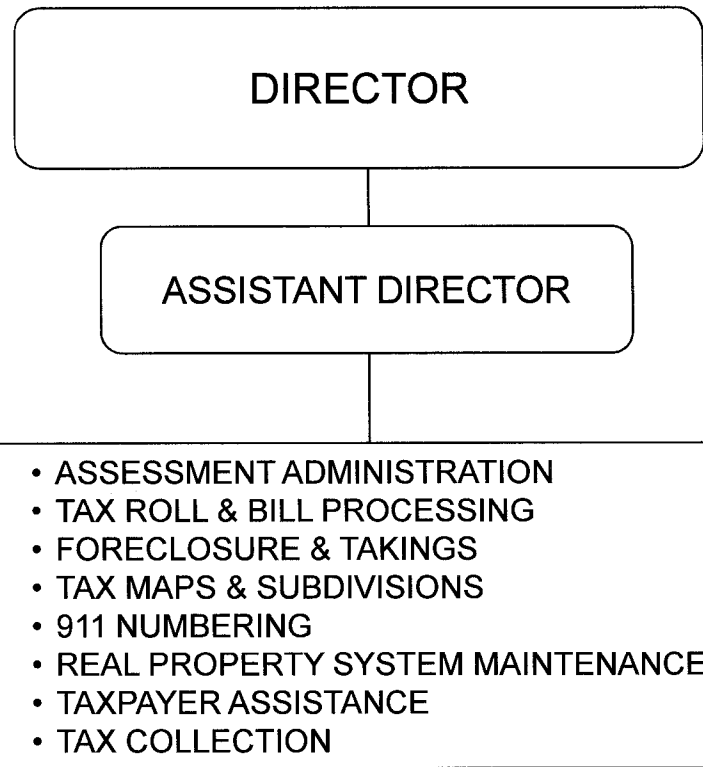 DIRECTOR
ASSISTANT DIRECTOR
• ASSESSMENT ADMINISTRATION
• TAX ROLL & BILL PROCESSING
• FORECLOSURE & TAKINGS
• TAX MAPS & SUBDIVISIONS
• 911 NUMBERING
• REAL PROPERTY SYSTEM MAINTENANCE
• TAXPAYER ASSISTANCE
• TAX COLLECTION